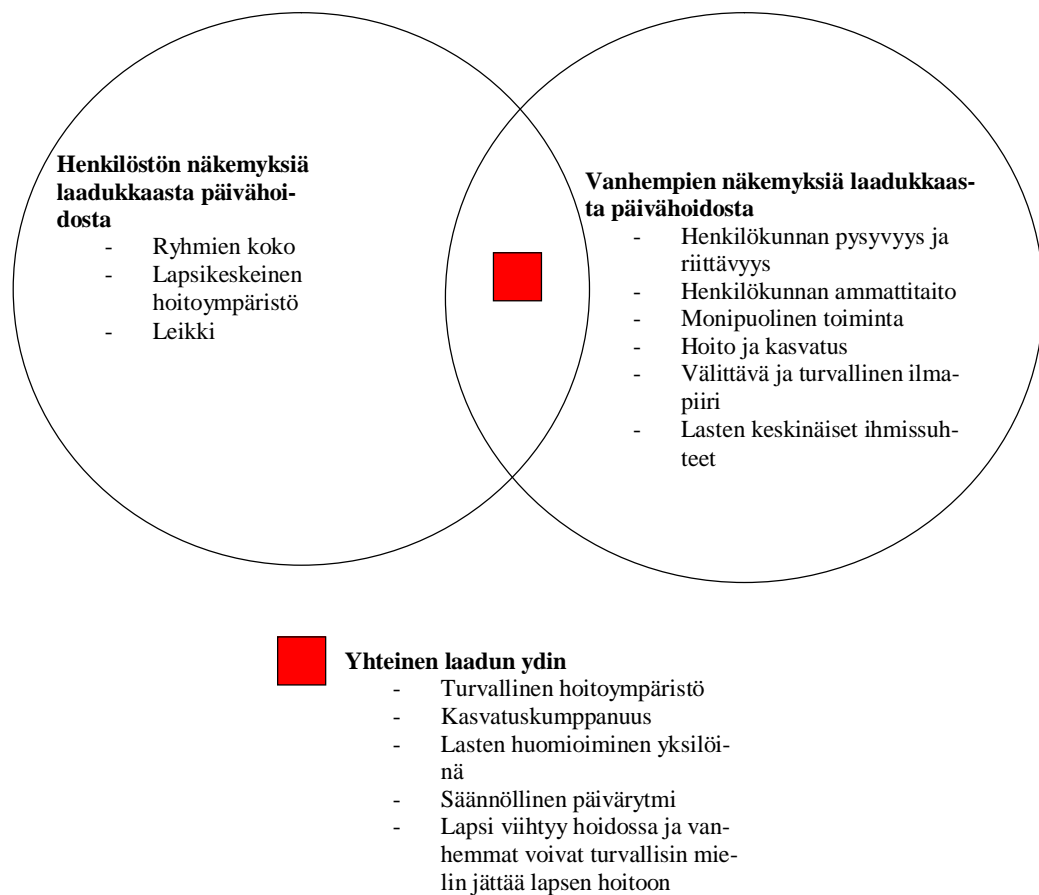 Henkilöstön näkemyksiä
laadukkaasta päivähoi-
dosta
- Ryhmien koko
- Lapsikeskeinen
hoitoympäristö
- Leikki
Vanhempien näkemyksiä laadukkaas-
ta päivähoidosta
- Henkilökunnan pysyvyys ja
riittävyys
- Henkilökunnan ammattitaito
- Monipuolinen toiminta
- Hoito ja kasvatus
- Välittävä ja turvallinen ilma-
piiri
- Lasten keskinäiset ihmissuh-
teet
Yhteinen laadun ydin
- Turvallinen hoitoympäristö
- Kasvatuskumppanuus
- Lasten huomioiminen yksilöi-
nä
- Säännöllinen päivärytmi
- Lapsi viihtyy hoidossa ja van-
hemmat voivat turvallisin mie-
lin jättää lapsen hoitoon